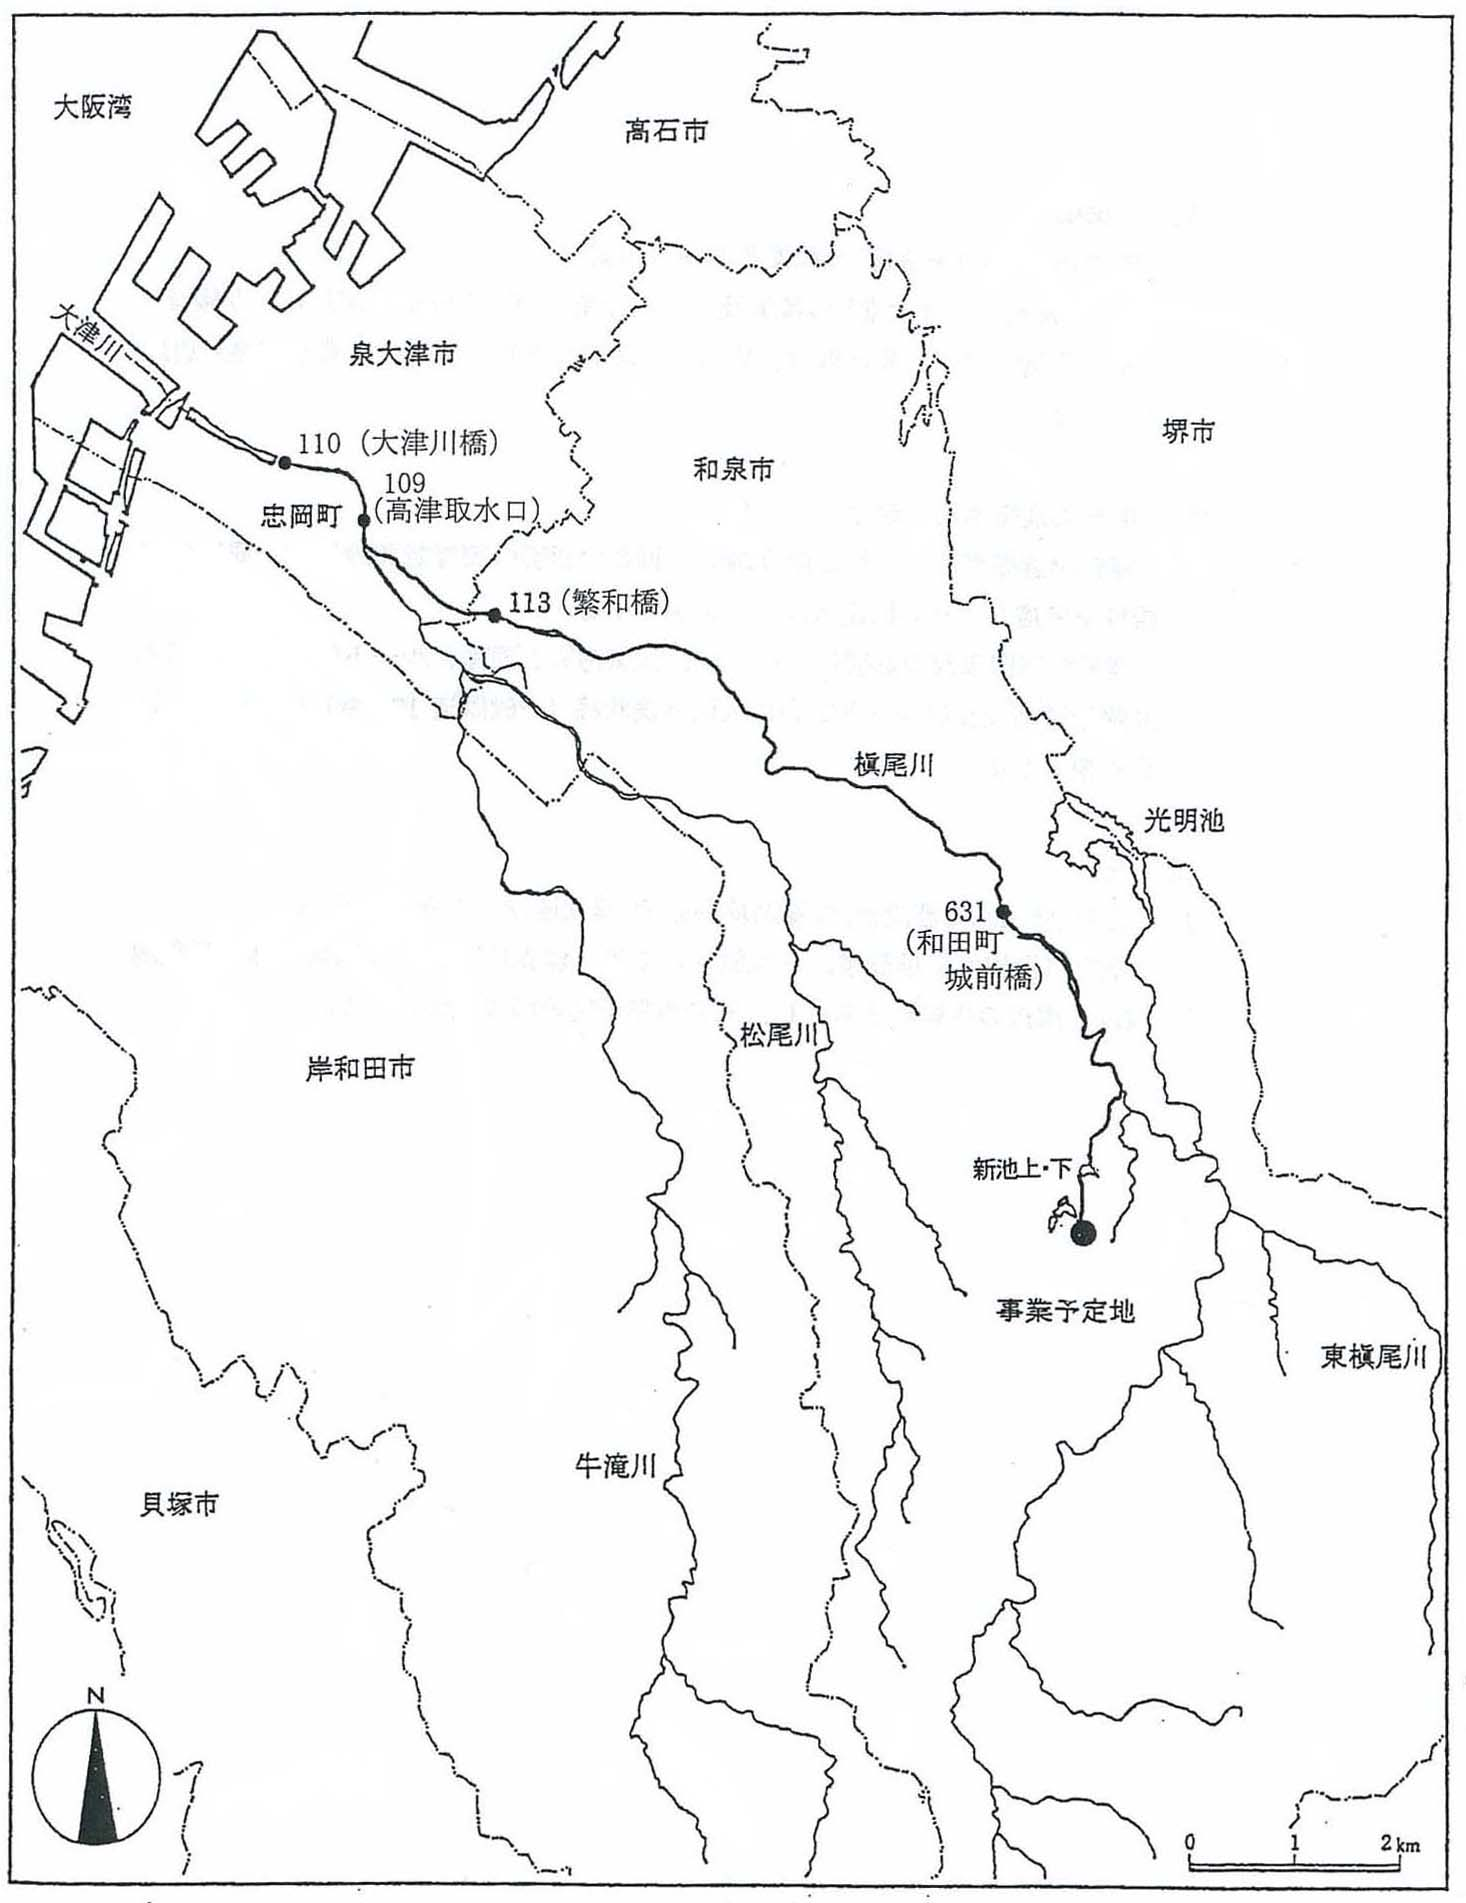 大阪湾
高石市
大津川
泉大津市
堺市
110 (大津川橋)
和泉市
109
(高津取水口)
忠岡町
113 (繁和橋)
槇尾川
光明池
631
(和田町
城前橋)
松尾川
岸和田市
新池上・下
事業予定地
東槇尾川
牛滝川
貝塚市
N
0 1 2km